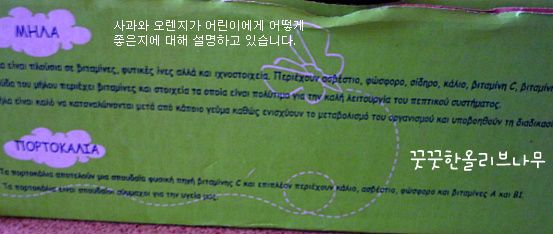 사과와 오렌지가 어린이에게 어떻게
좋은지에 대해 설명하고 있습니다.
ΜΗΛΑ
α είναι πλούσια σε βιταμίνες, φυτικές ίνες αλλά και ιχνοστοιχεία. Περιέχουν ασβέστιο, φώσφορο, σίδηρο, κάλιο, βιταμίνη C, βιταμίν
ύδα του μήλου περιέχει βιταμίνες και στοιχεία τα οποία είναι πολύτιμα για την καλή λειτουργία του πεπτικού συστήματος.
ήλα είναι καλό να καταναλώνονται μετά από κάποιο γεύμα καθώς ενισχύουν το μεταβολισμό του οργανισμού και υποβοηθούν τη διαδικασί
꿋꿋한올리브나무
ΠΟΡΤΟΚΑΛΙΑ
Τα πορτοκάλια αποτελούν μια σπουδαία φυσική πηγή βιταμίνης C και επιπλέον περιέχουν κάλιο, ασβέστιο, φώσφορο και βιταμίνες Α και Β1.
Τα πορτοκάλια είναι σπουδαίοι σύμμαχοι για την υγεία μας.